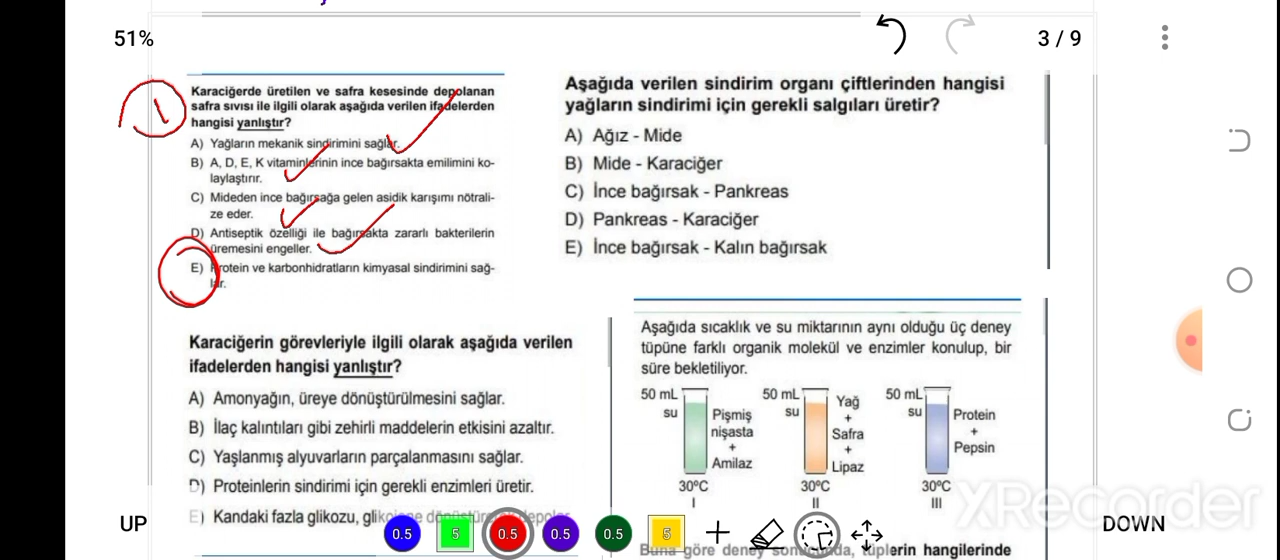 51%
3 / 9
Karaciğerde üretilen ve safra kesesinde depolanan
safra sıvısı ile ilgili olarak aşağıda verilen ifadelerden
hangisi yanlıştır?
A) Yağların mekanik sindirimini sağlar.
B) A, D, E, K vitaminlerinin ince bağırsakta emilimini ko-
laylaştırır.
C) Mideden ince bağırsağa gelen asidik karışımı nötrali-
ze eder.
D) Antiseptik özelliği ile bağırsakta zararlı bakterilerin
üremesini engeller.
E) Protein ve karbonhidratların kimyasal sindirimini sağ-
lar.
Aşağıda verilen sindirim organı çiftlerinden hangisi
yağların sindirimi için gerekli salgıları üretir?
A) Ağız - Mide
B) Mide - Karaciğer
C) İnce bağırsak - Pankreas
D) Pankreas - Karaciğer
E) İnce bağırsak - Kalın bağırsak
Karaciğerin görevleriyle ilgili olarak aşağıda verilen
ifadelerden hangisi yanlıştır?
A) Amonyağın, üreye dönüştürülmesini sağlar.
B) İlaç kalıntıları gibi zehirli maddelerin etkisini azaltır.
C) Yaşlanmış alyuvarların parçalanmasını sağlar.
D) Proteinlerin sindirimi için gerekli enzimleri üretir.
E) Kandaki fazla glikozu, glikojene dönüştürerek depolar.
Aşağıda sıcaklık ve su miktarının aynı olduğu üç deney
tüpüne farklı organik molekül ve enzimler konulup, bir
süre bekletiliyor.
50 mL
su
Pişmiş
nişasta
+
Amilaz
30ºC
I
50 mL
su
Yağ
+
Safra
+
Lipaz
30ºC
II
50 mL
su
Protein
+
Pepsin
30ºC
III
Buna göre deney sonucunda, tüplerin hangilerinde
UP
0.5
5
0.5
0.5
0.5
5
DOWN
XRecorder